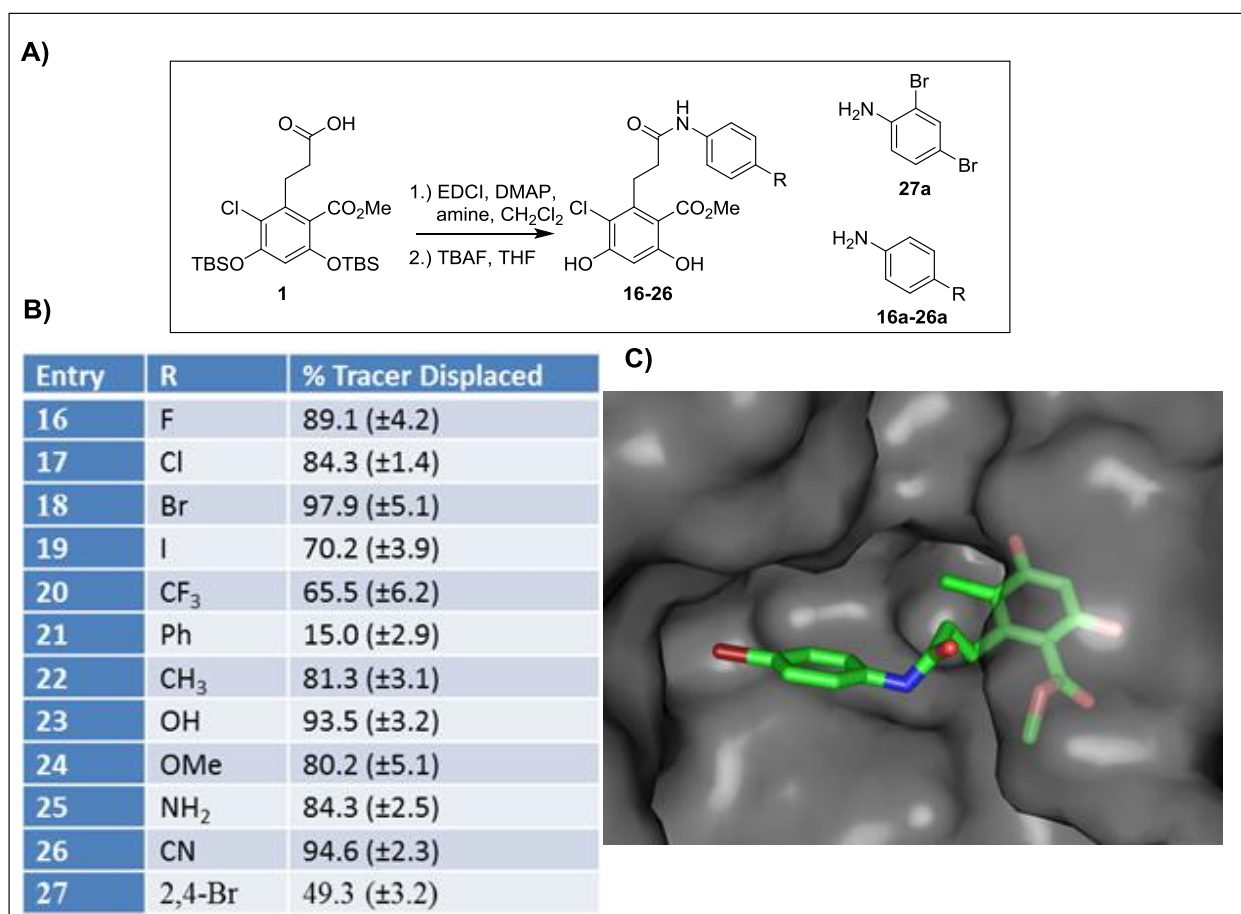 A)
O
OH
Cl
CO2Me
TBSO
OTBS
1
1.) EDCI, DMAP,
amine, CH2Cl2
2.) TBAF, THF
H
O
N
R
Cl
CO2Me
HO
OH
16-26
Br
H2N
Br
27a
H2N
R
16a-26a
B)
Entry R % Tracer Displaced
16 F 89.1 (±4.2)
17 Cl 84.3 (±1.4)
18 Br 97.9 (±5.1)
19 I 70.2 (±3.9)
20 CF3 65.5 (±6.2)
21 Ph 15.0 (±2.9)
22 CH3 81.3 (±3.1)
23 OH 93.5 (±3.2)
24 OMe 80.2 (±5.1)
25 NH2 84.3 (±2.5)
26 CN 94.6 (±2.3)
27 2,4-Br 49.3 (±3.2)
C)